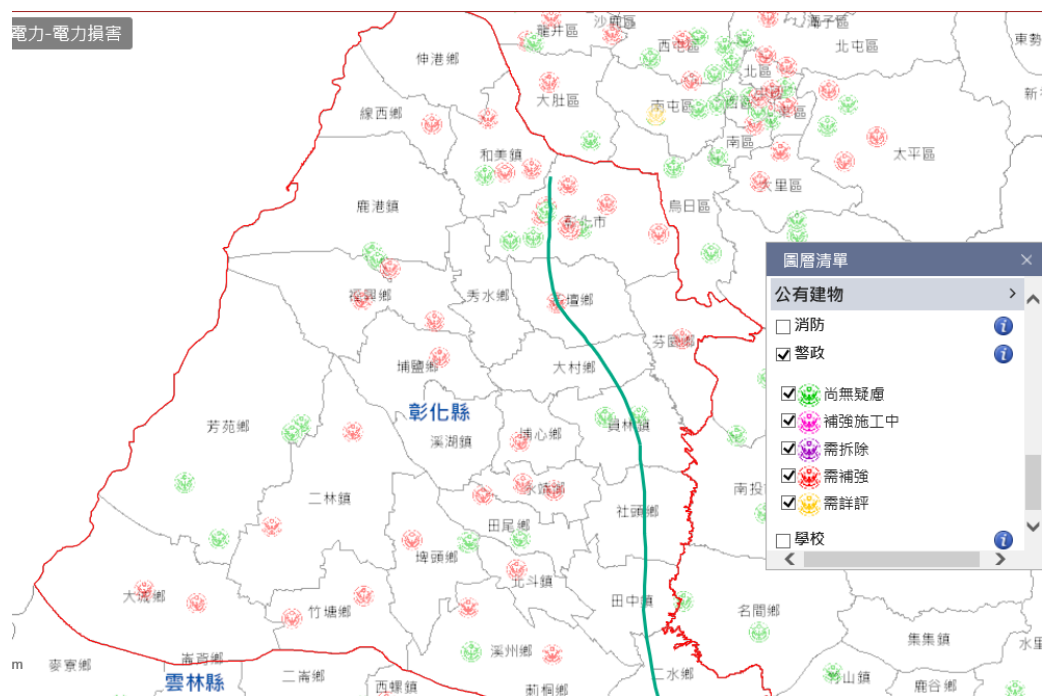 電力-電力損害
沙鹿區
潭子區
龍井區
西屯區
北屯區
東勢
伸港鄉
北區
大肚區
新
線西鄉
南屯區
西區
東區
南區
和美鎮
太平區
大里區
鹿港鎮
烏日區
彰化市
圖層清單
公有建物
消防
警政
尚無疑慮
補強施工中
需拆除
需補強
需詳評
學校
福興鄉
秀水鄉
花壇鄉
芬園鄉
埔鹽鄉
大村鄉
彰化縣
芳苑鄉
溪湖鎮
埔心鄉
員林鎮
二林鎮
永靖鄉
南投
社頭鄉
田尾鄉
埤頭鄉
北斗鎮
大城鄉
竹塘鄉
田中鎮
名間鄉
集集鎮
水里
溪州鄉
m
麥寮鄉
崙背鄉
二崙鄉
二水鄉
雲林縣
西螺鎮
莿桐鄉
竹山鎮
鹿谷鄉